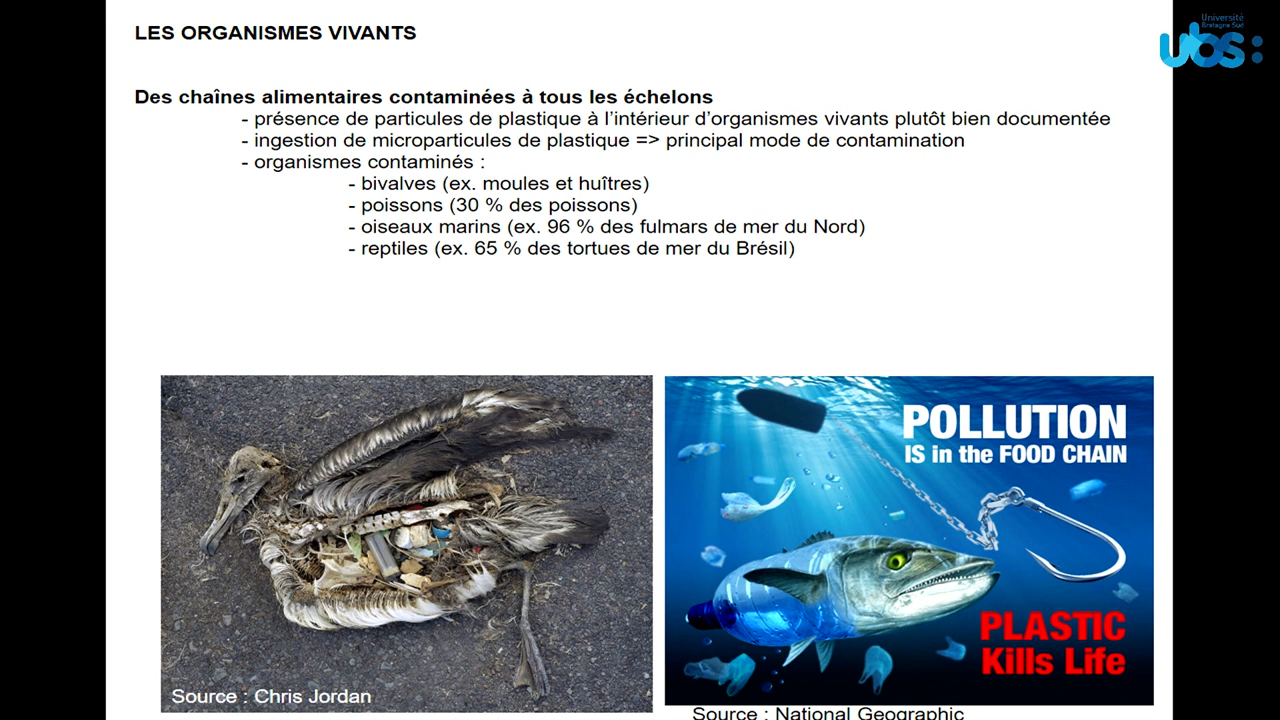 LES ORGANISMES VIVANTS
Université
Bretagne Sud
ubs:
Des chaînes alimentaires contaminées à tous les échelons
- présence de particules de plastique à l'intérieur d'organismes vivants plutôt bien documentée
- ingestion de microparticules de plastique => principal mode de contamination
- organismes contaminés :
- bivalves (ex. moules et huîtres)
- poissons (30 % des poissons)
- oiseaux marins (ex. 96 % des fulmars de mer du Nord)
- reptiles (ex. 65 % des tortues de mer du Brésil)
POLLUTION
IS in the FOOD CHAIN
PLASTIC
Kills Life
Source : Chris Jordan
Source : National Geographic